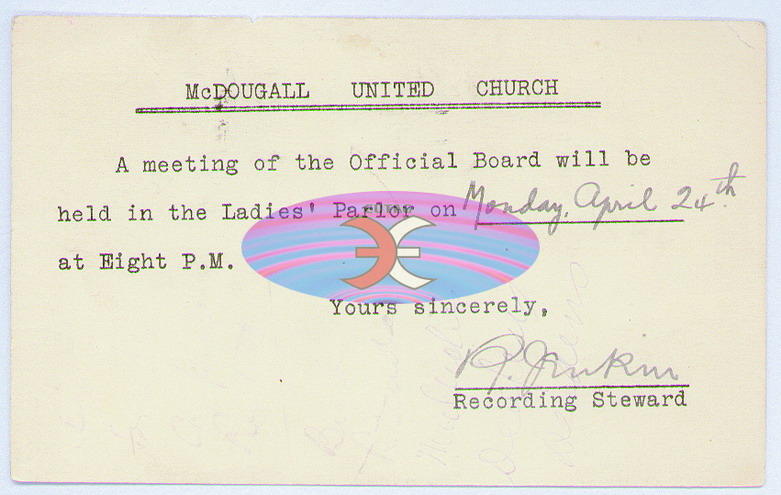 McDOUGALL UNITED CHURCH
A meeting of the Official Board will be
held in the Ladies' Parlor on Monday, April 24th.
at Eight P.M.
Yours sincerely,
R. Jenkin
Recording Steward